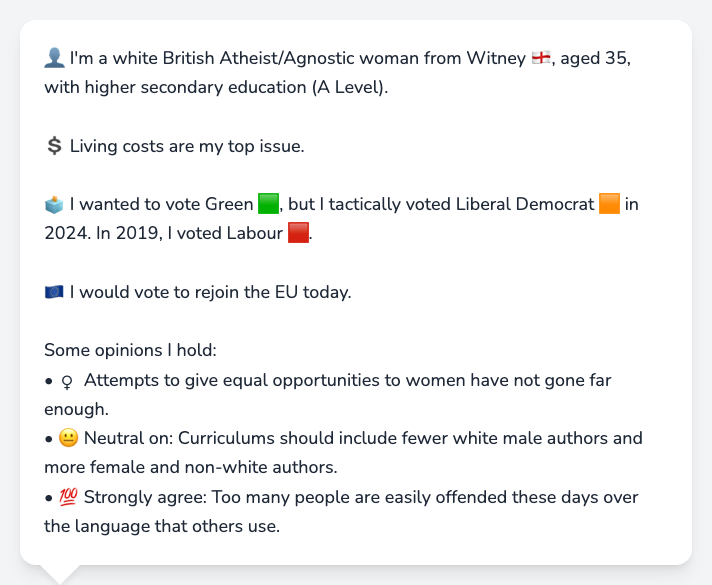 👤 I'm a white British Atheist/Agnostic woman from Witney 🏴󠁧󠁢󠁥󠁮󠁧󠁿, aged 35,
with higher secondary education (A Level).
💲 Living costs are my top issue.
🗳️ I wanted to vote Green 🟩, but I tactically voted Liberal Democrat 🟧 in
2024. In 2019, I voted Labour 🟥.
🇪🇺 I would vote to rejoin the EU today.
Some opinions I hold:
• ♀ Attempts to give equal opportunities to women have not gone far
enough.
• 😐 Neutral on: Curriculums should include fewer white male authors and
more female and non-white authors.
• 💯 Strongly agree: Too many people are easily offended these days over
the language that others use.